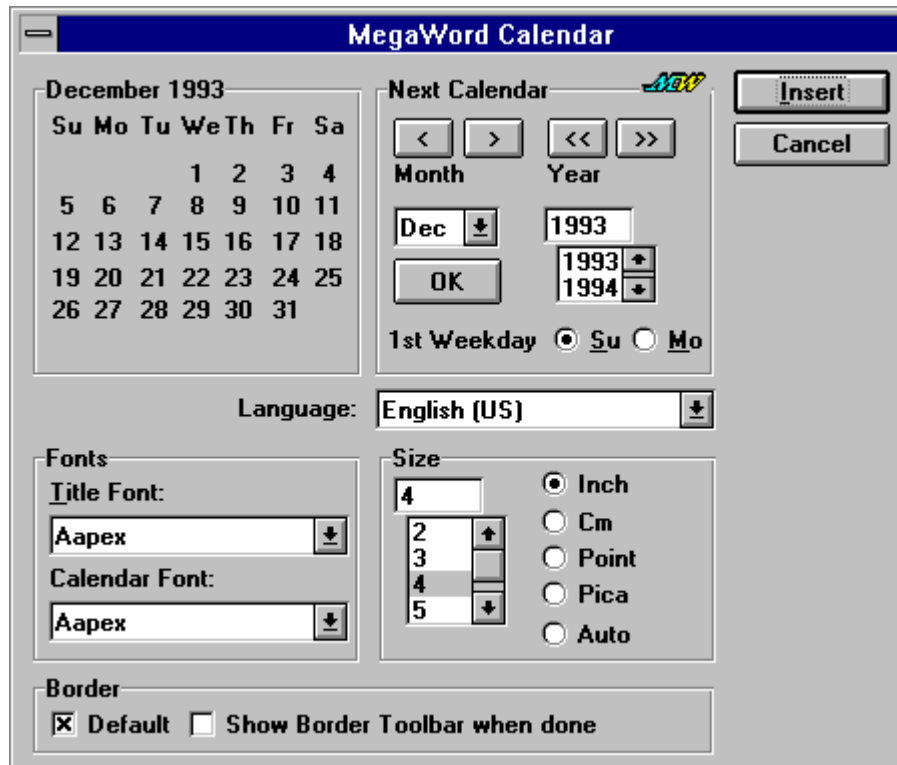 MegaWord Calendar
December 1993
Su Mo Tu We Th Fr Sa
1 2 3 4
5 6 7 8 9 10 11
12 13 14 15 16 17 18
19 20 21 22 23 24 25
26 27 28 29 30 31
Next Calendar
MW
< > << >>
Month Year
Dec 1993
1993
OK 1994
1st Weekday Su Mo
Insert
Cancel
Language: English (US)
Fonts
Title Font:
Aapex
Calendar Font:
Aapex
Size
4
2
3
4
5
Inch
Cm
Point
Pica
Auto
Border
Default Show Border Toolbar when done